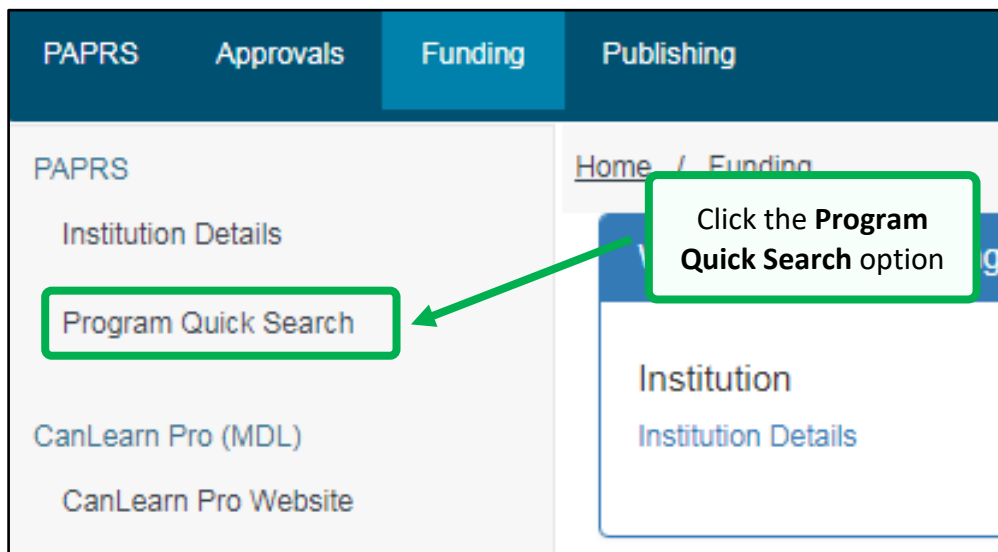 PAPRS Approvals Funding Publishing
PAPRS
Institution Details
Program Quick Search
CanLearn Pro (MDL)
CanLearn Pro Website
Home / Funding
Click the Program
Quick Search option
Institution
Institution Details